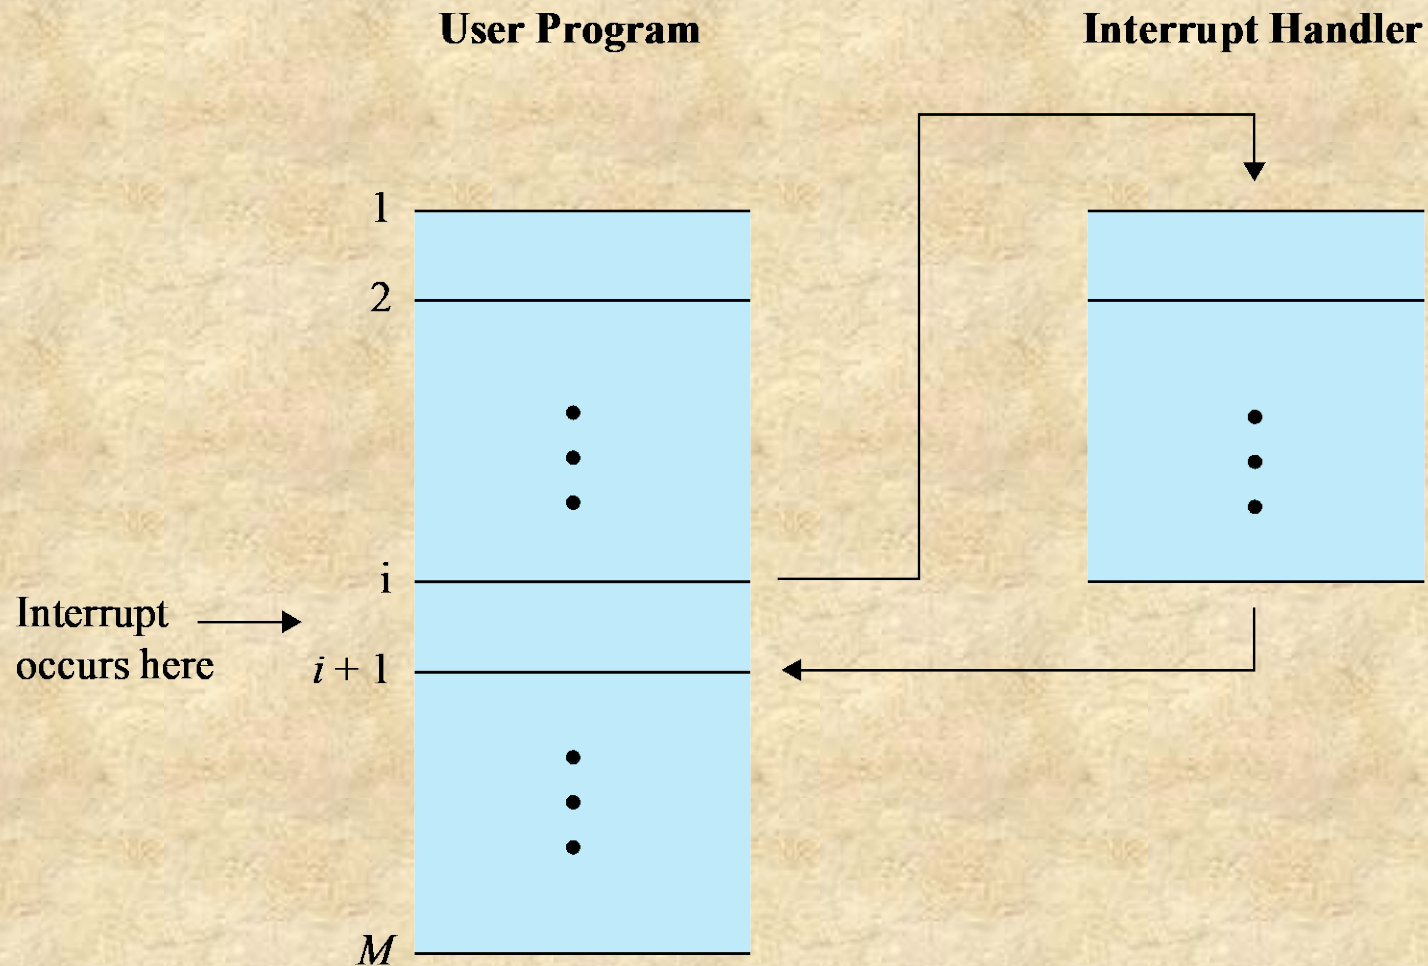 User Program
Interrupt Handler
1
2
i
Interrupt
occurs here
i + 1
M